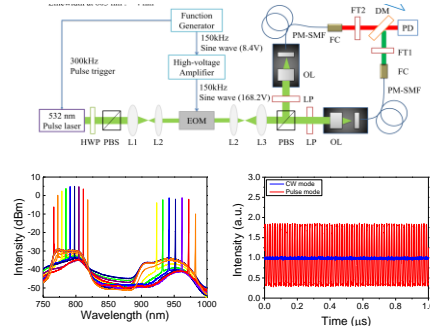 Function
Generator
150kHz
Sine wave (8.4V)
300kHz
Pulse trigger
High-voltage
Amplifier
150kHz
Sine wave (168.2V)
532 nm
Pulse laser
HWP
PBS
L1
L2
EOM
L2
L3
PBS
LP
OL
LP
OL
PM-SMF
FC
FT2
DM
PD
FT1
FC
PM-SMF
Intensity (dBm)
10
0
-10
-20
-30
-40
-50
750
800
850
900
950
1000
Wavelength (nm)
Intensity (a.u.)
3.0
2.5
2.0
1.5
1.0
0.5
0.0
CW mode
Pulse mode
0.0
0.2
0.4
0.6
0.8
1.0
Time (µs)